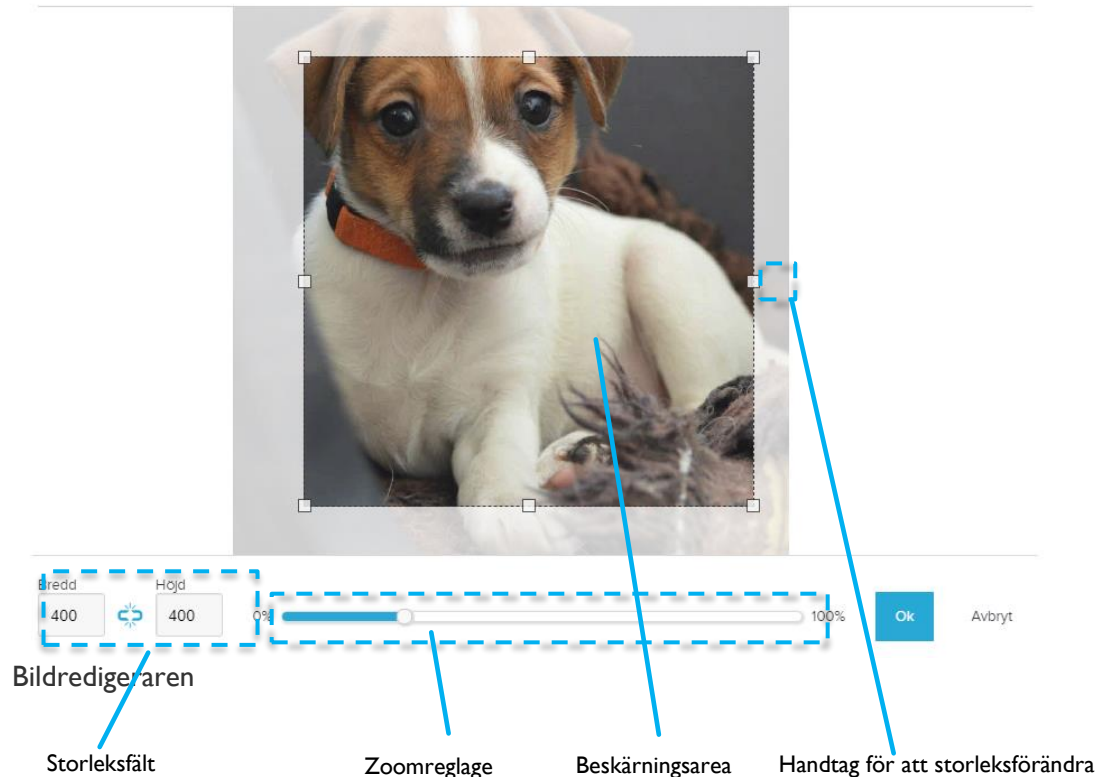 Bredd
Höjd
400
400
0%
100%
Ok
Avbryt
Bildredigeraren
Storleksfält
Zoomreglage
Beskärningsarea
Handtag för att storleksförändra